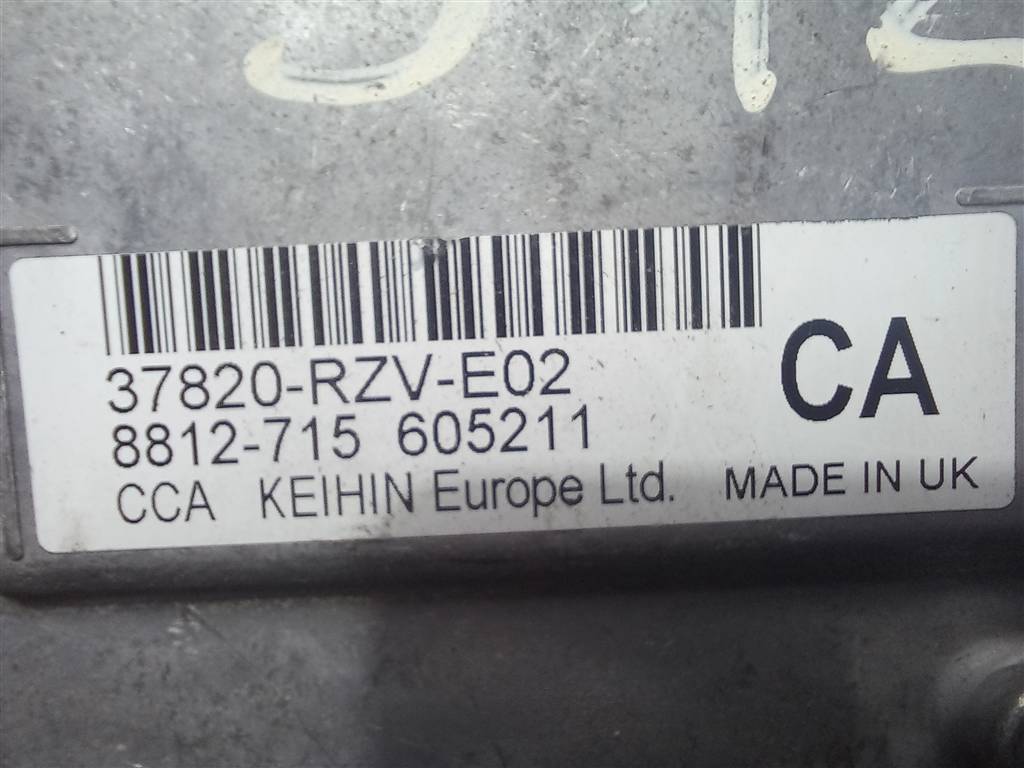 37820-RZV-E02
8812-715 605211
CA
CCA KEIHIN Europe Ltd. MADE IN UK